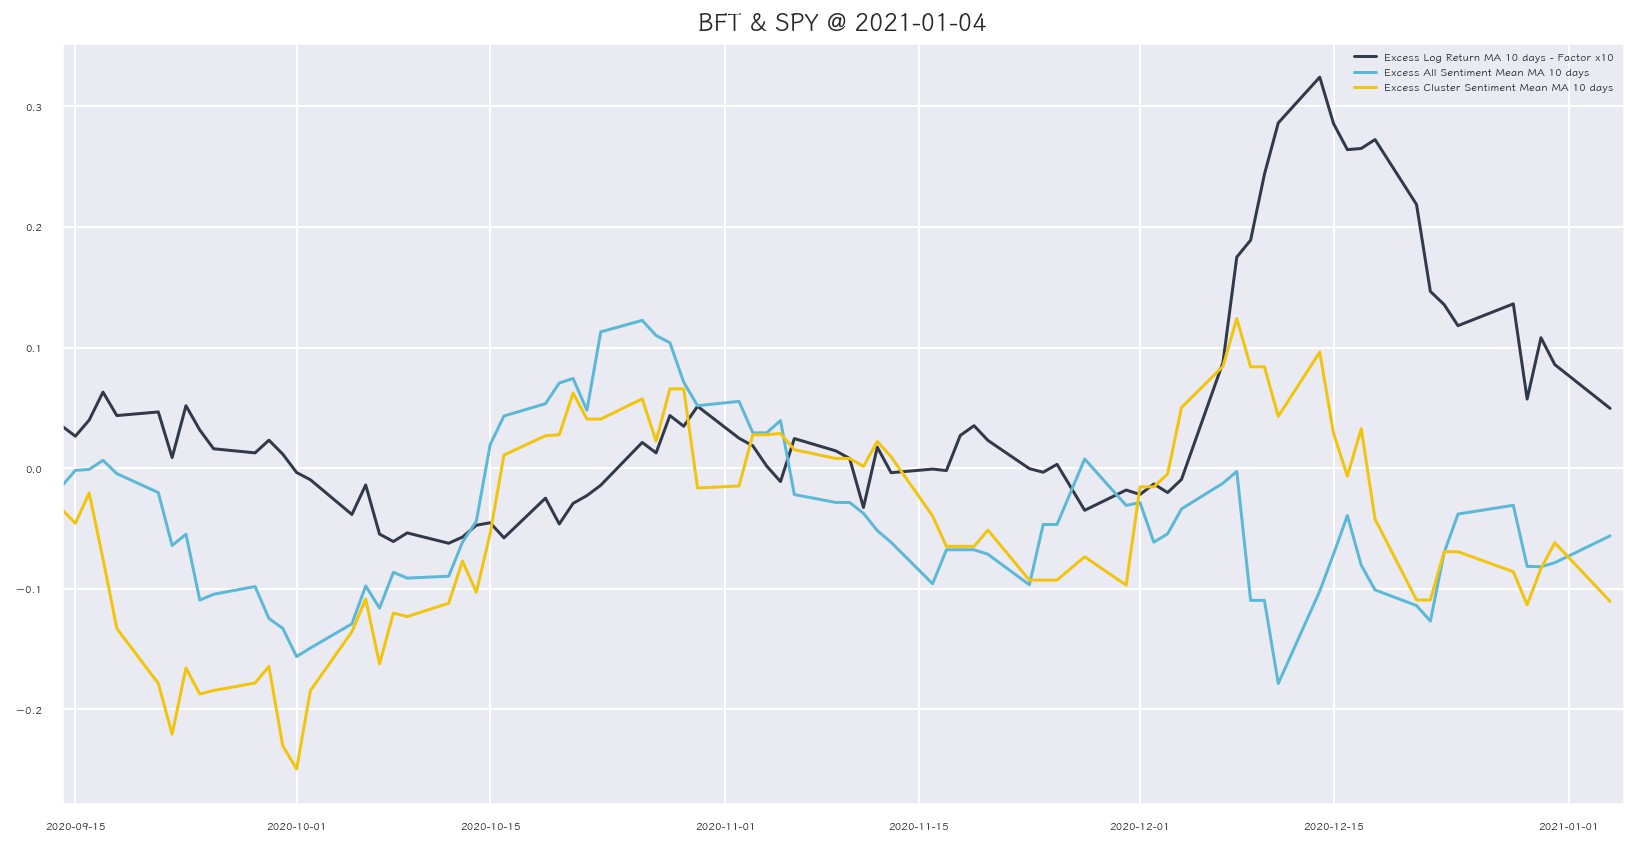 BFT & SPY @ 2021-01-04
Excess Log Return MA 10 days - Factor x10
Excess All Sentiment Mean MA 10 days
Excess Cluster Sentiment Mean MA 10 days
0.3
0.2
0.1
0.0
−0.1
−0.2
2020-09-15 2020-10-01 2020-10-15 2020-11-01 2020-11-15 2020-12-01 2020-12-15 2021-01-01